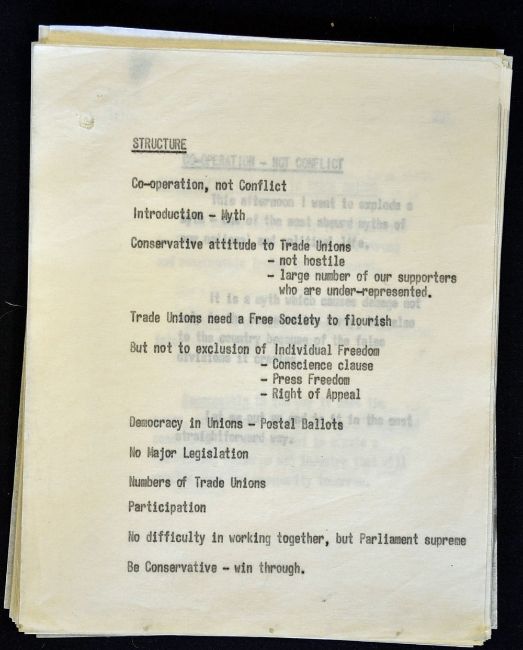 STRUCTURE
Co-operation, not Conflict
Introduction - Myth
Conservative attitude to Trade Unions
- not hostile
- large number of our supporters
who are under-represented.
Trade Unions need a Free Society to flourish
But not to exclusion of Individual Freedom
- Conscience clause
- Press Freedom
- Right of Appeal
Democracy in Unions - Postal Ballots
No Major Legislation
Numbers of Trade Unions
Participation
No difficulty in working together, but Parliament supreme
Be Conservative - win through.